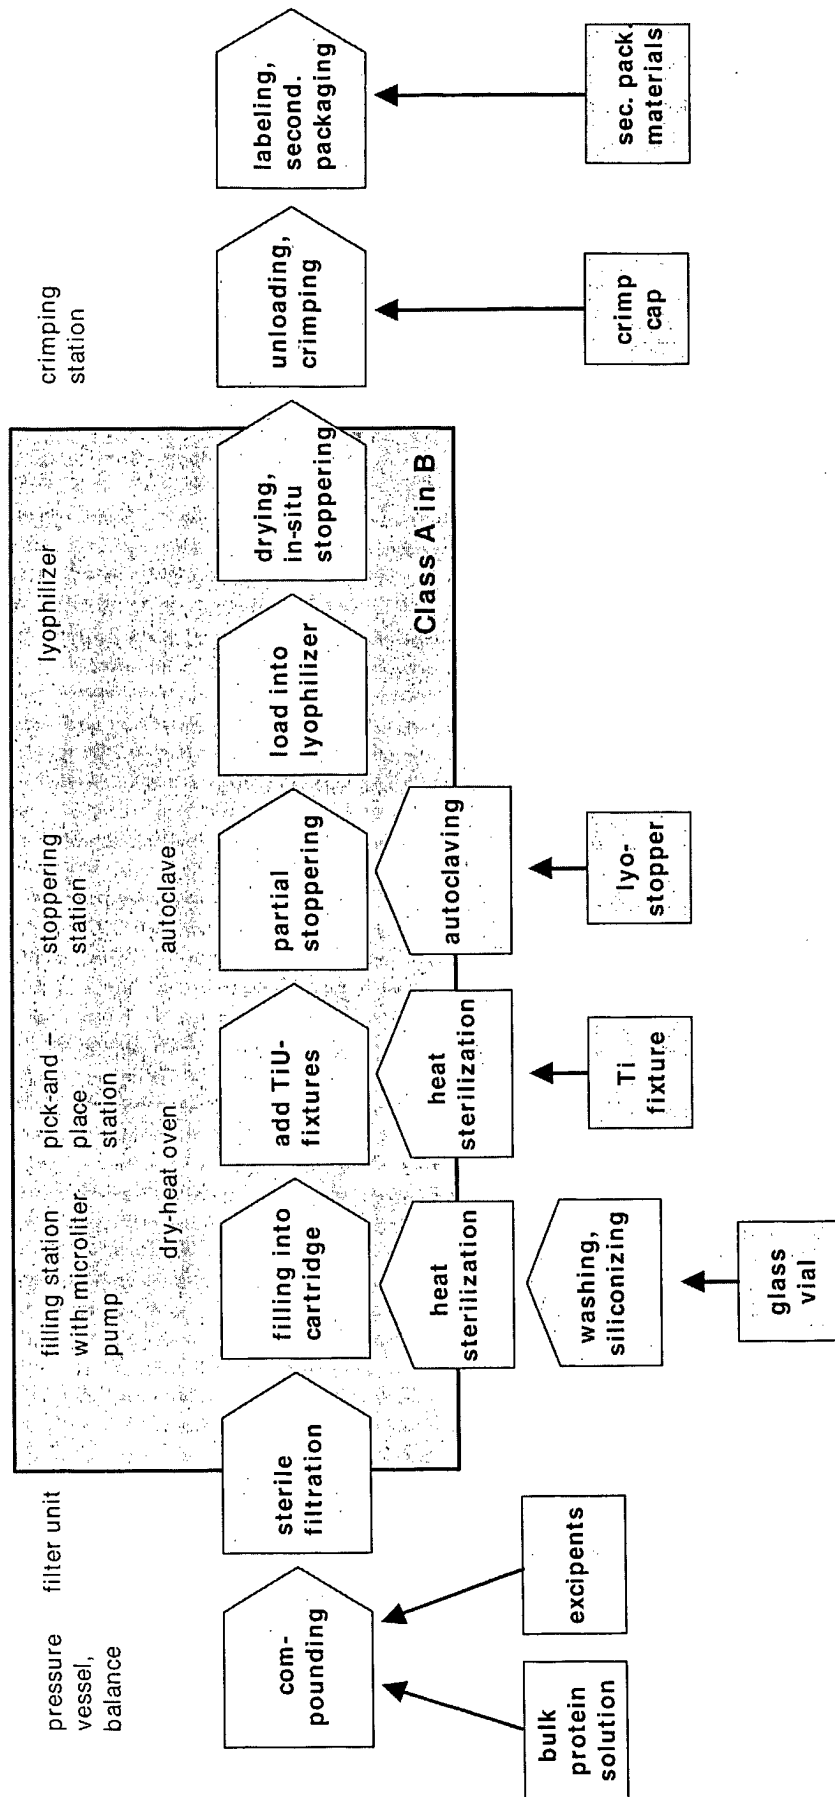 pressure
vessel,
balance
filter unit
filling station
with microliter
pump
dry-heat oven
pick-and –
place
station
stoppering
station
autoclave
lyophilizer
crimping
station
com-
pounding
sterile
filtration
filling into
cartridge
add TiU-
fixtures
partial
stoppering
load into
lyophilizer
drying,
in-situ
stoppering
unloading,
crimping
labeling,
second.
packaging
heat
sterilization
heat
sterilization
autoclaving
Class A in B
bulk
protein
solution
excipents
washing,
siliconizing
glass
vial
Ti
fixture
lyo-
stopper
crimp
cap
sec. pack.
materials